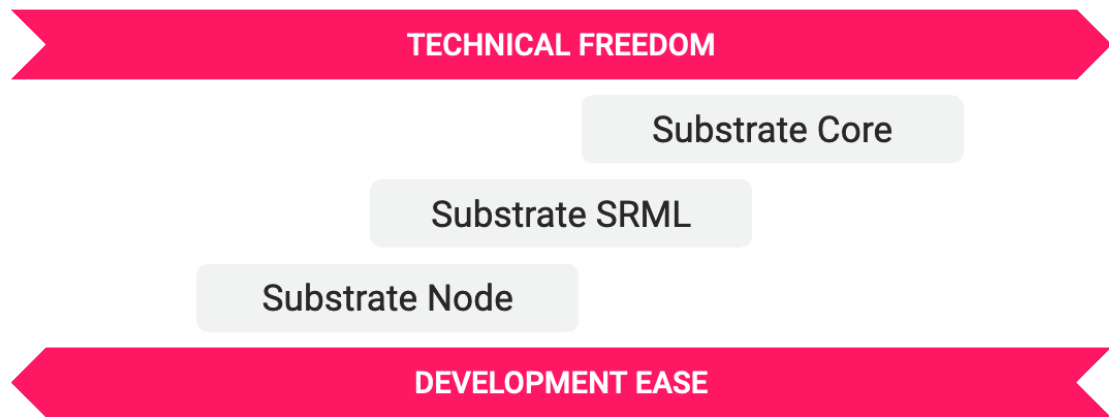 TECHNICAL FREEDOM
Substrate Core
Substrate SRML
Substrate Node
DEVELOPMENT EASE